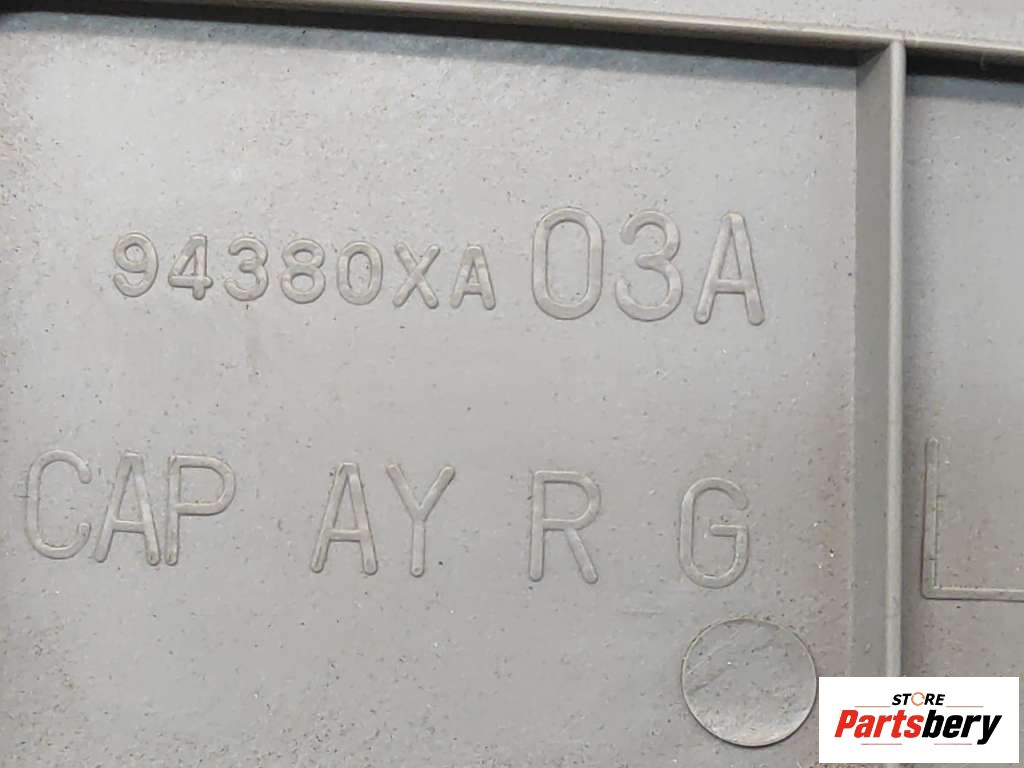 94380XA 03A
CAP AY R G
STORE
Partsbery